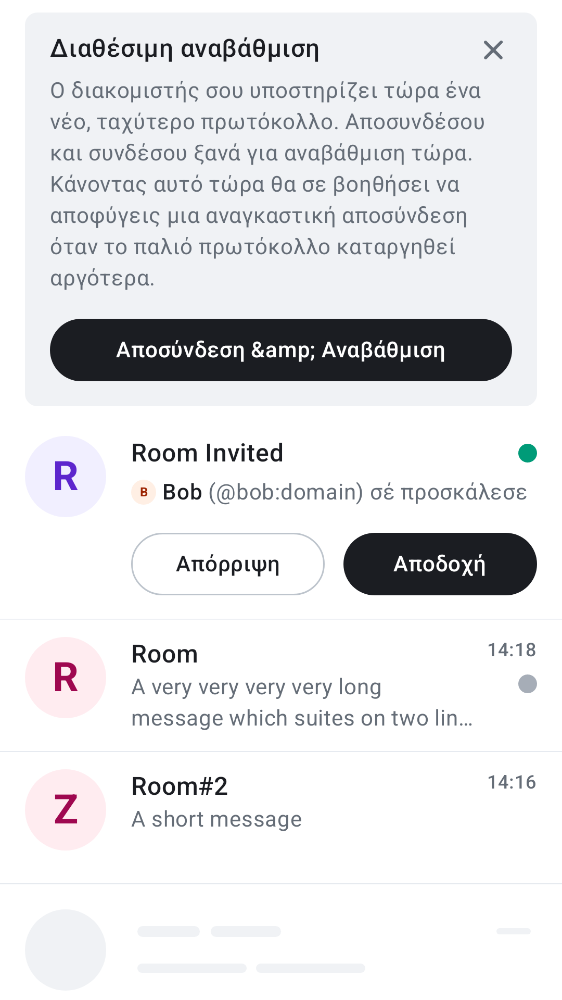 Διαθέσιμη αναβάθμιση
Ο διακομιστής σου υποστηρίζει τώρα ένα
νέο, ταχύτερο πρωτόκολλο. Αποσυνδέσου
και συνδέσου ξανά για αναβάθμιση τώρα.
Κάνοντας αυτό τώρα θα σε βοηθήσει να
αποφύγεις μια αναγκαστική αποσύνδεση
όταν το παλιό πρωτόκολλο καταργηθεί
αργότερα.
Αποσύνδεση &amp; Αναβάθμιση
R
Room Invited
B Bob (@bob:domain) σέ προσκάλεσε
Απόρριψη
Αποδοχή
R
Room
14:18
A very very very very long
message which suites on two lin…
Z
Room#2
14:16
A short message